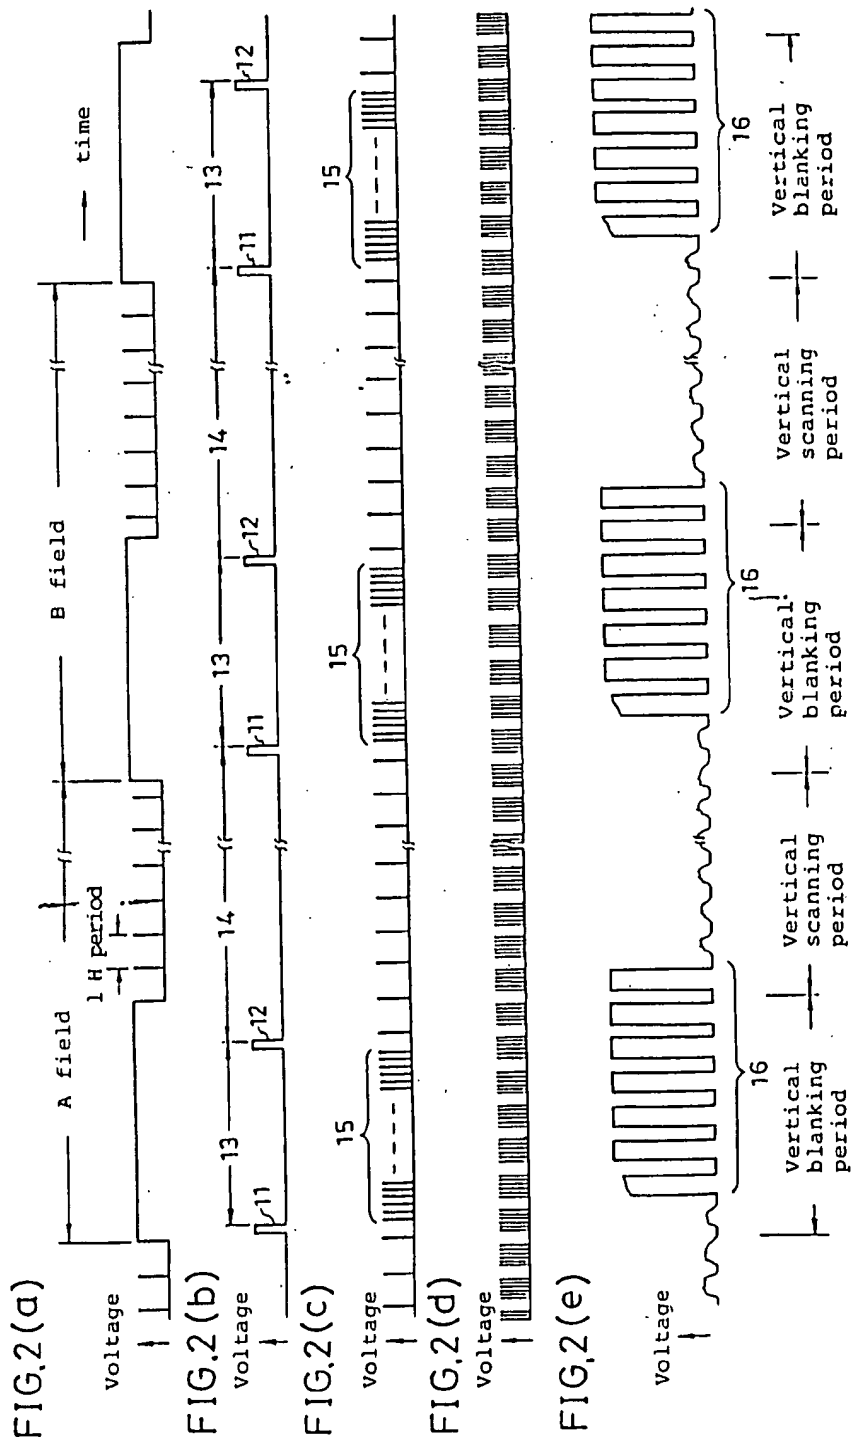 FIG.2(a)
Voltage
A field
1 H period
B field
time
FIG.2(b)
Voltage
11
13
12
14
11
13
12
14
11
13
12
FIG.2(c)
Voltage
15
15
15
FIG.2(d)
Voltage
FIG.2(e)
Voltage
16
16
16
Vertical
blanking
period
Vertical
scanning
period
Vertical
blanking
period
Vertical
scanning
period
Vertical
blanking
period